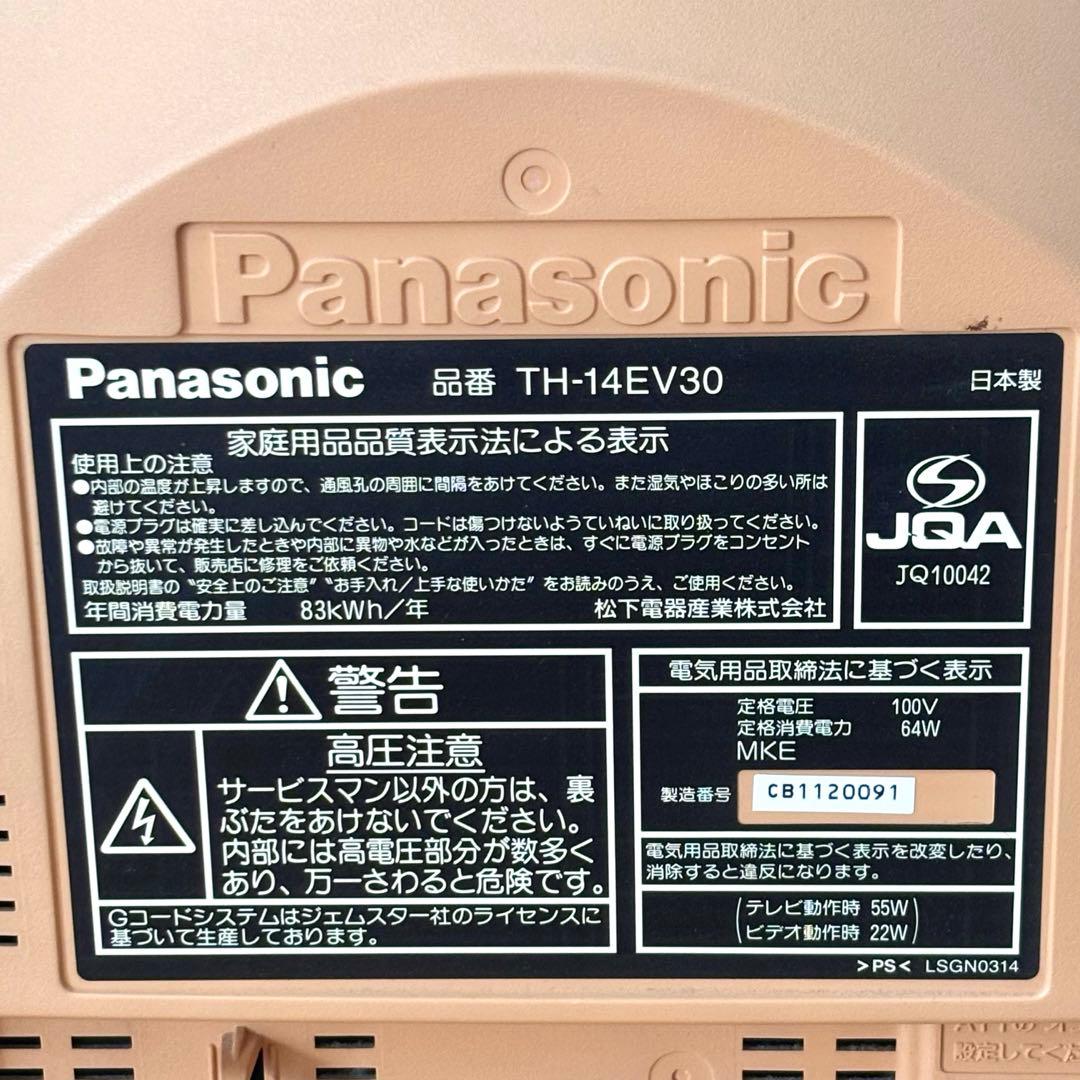 Panasonic
Panasonic 品番 TH-14EV30 日本製
家庭用品品質表示法による表示
使用上の注意
●内部の温度が上昇しますので、通風孔の周囲に間隔をあけてください。また湿気やほこりの多い所は
避けてください。
●電源プラグは確実に差し込んでください。コードは傷つけないようていねいに取り扱ってください。
●故障や異常が発生したときや内部に異物や水などが入ったときは、すぐに電源プラグをコンセント
から抜いて、販売店に修理をご依頼ください。
取扱説明書の“安全上のご注意”“お手入れ/上手な使いかた”をお読みのうえ、ご使用ください。
年間消費電力量 83kWh/年 松下電器産業株式会社
JQA
JQ10042
警告
高圧注意
サービスマン以外の方は、裏
ぶたをあけないでください。
内部には高電圧部分が数多く
あり、万一さわると危険です。
Gコードシステムはジェムスター社のライセンスに
基づいて生産しております。
電気用品取締法に基づく表示
定格電圧 100V
定格消費電力 64W
MKE
製造番号 CB1120091
電気用品取締法に基づく表示を改変したり、
消除すると違反になります。
テレビ動作時 55W
ビデオ動作時 22W
>PS< LSGN0314
設定してくだ